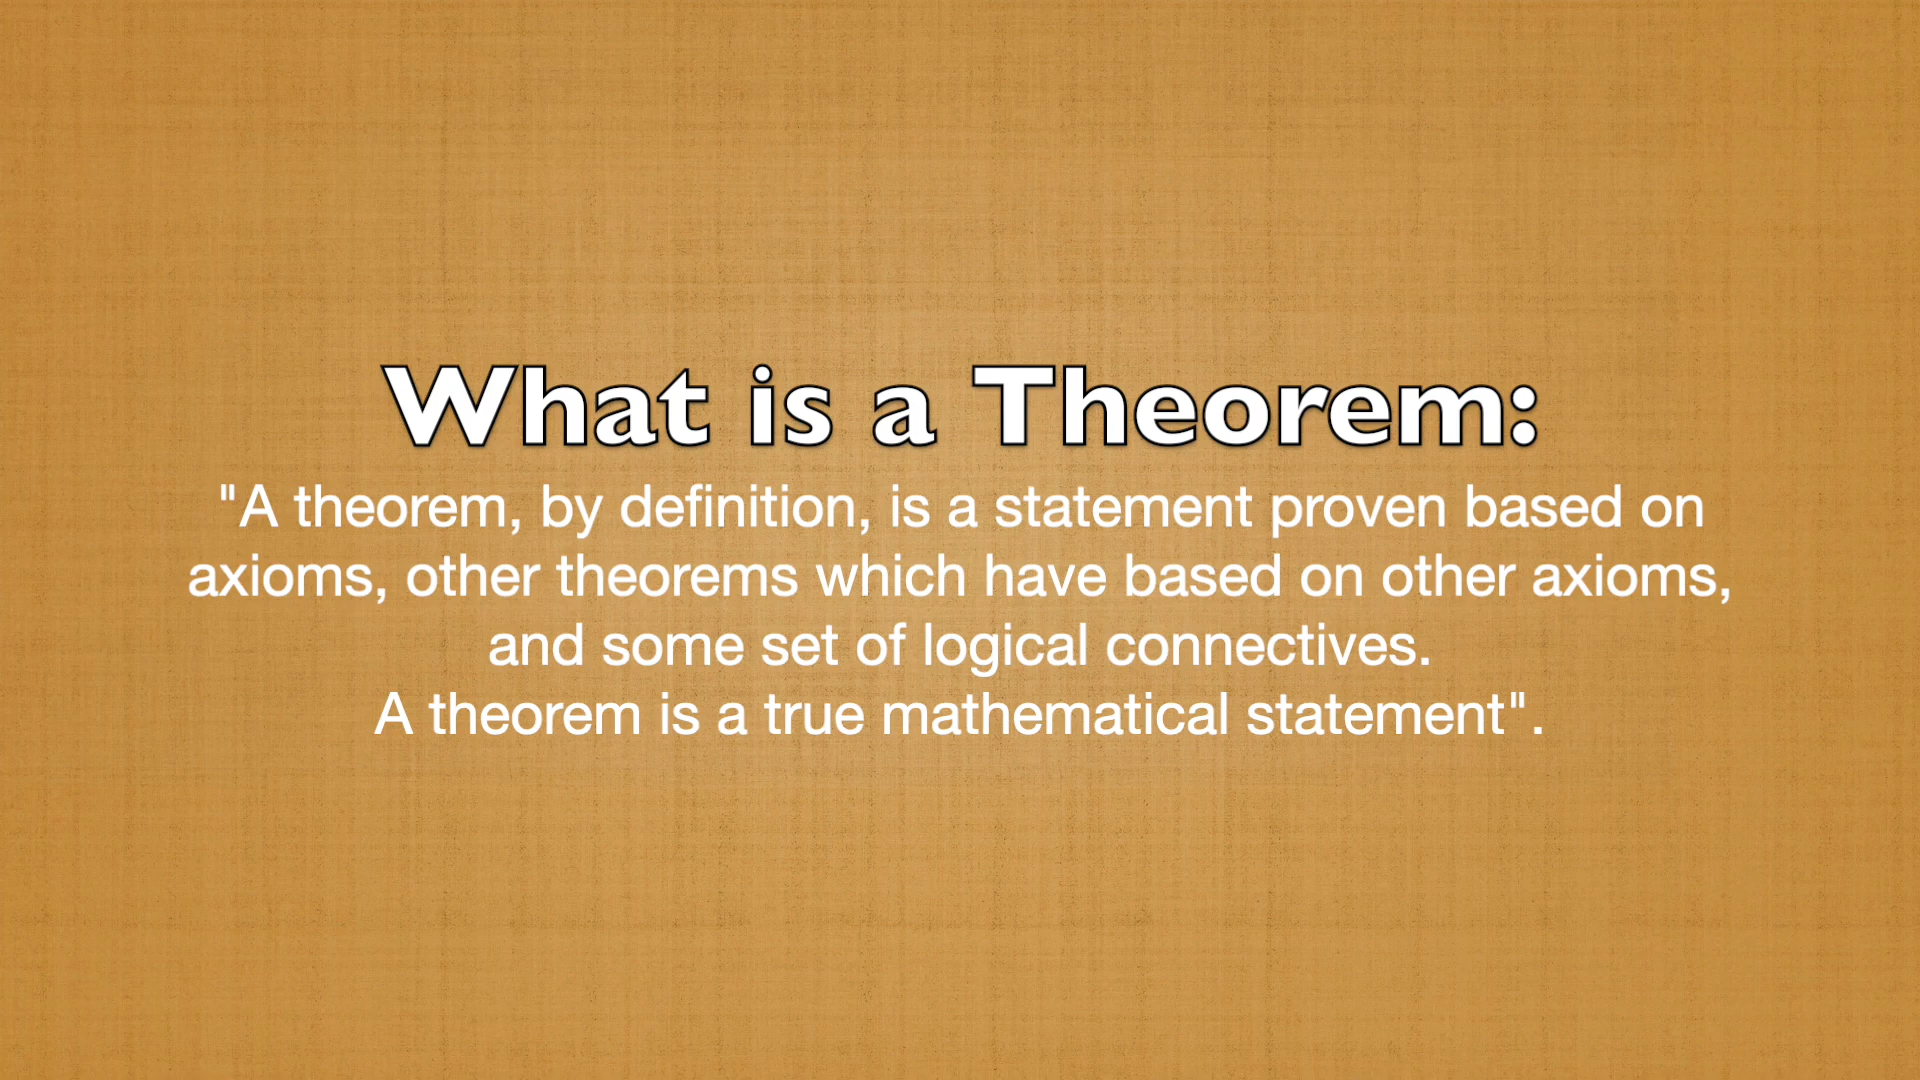 What is a Theorem:
"A theorem, by definition, is a statement proven based on
axioms, other theorems which have based on other axioms,
and some set of logical connectives.
A theorem is a true mathematical statement".